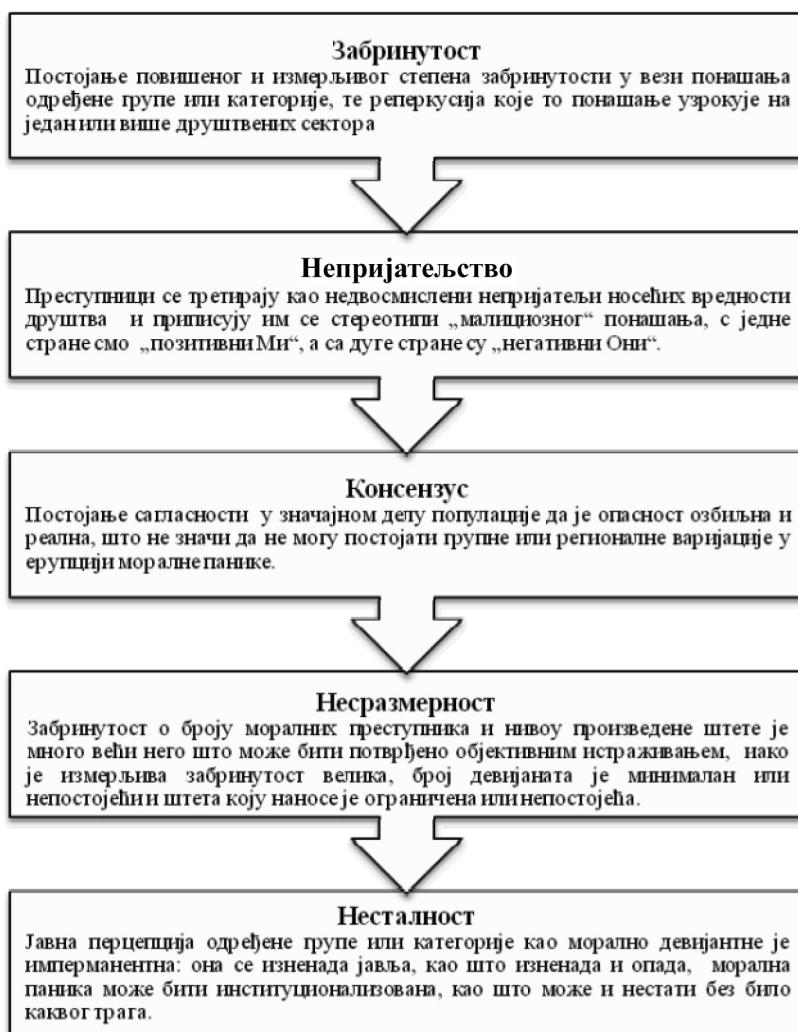 Забринутост
Постојање повишеног и измерљивог степена забринутости у вези понашања
одређене групе или категорије, те реперкусија које то понашање узрокује на
један или више друштвених сектора
Непријатељство
Преступници се третирају као недвосмислени непријатељи носећих вредности
друштва и приписују им се стереотипи „малициозног“ понашања, с једне
стране смо „позитивни Ми“, а са дуге стране су „негативни Они“.
Консензус
Постојање сагласности у значајном делу популације да је опасност озбиљна и
реална, што не значи да не могу постојати групне или регионалне варијације у
ерупцији моралне панике.
Несразмерност
Забринутост о броју моралних преступника и нивоу произведене штете је
много већи него што може бити потврђено објективним истраживањем, иако
је измерљива забринутост велика, број девијаната је минималан или
непостојећи и штета коју наносе је ограничена или непостојећа.
Несталност
Јавна перцепција одређене групе или категорије као морално девијантне је
имперманентна: она се изненада јавља, као што изненада и опада, морална
паника може бити институционализована, као што може и нестати без било
каквог трага.